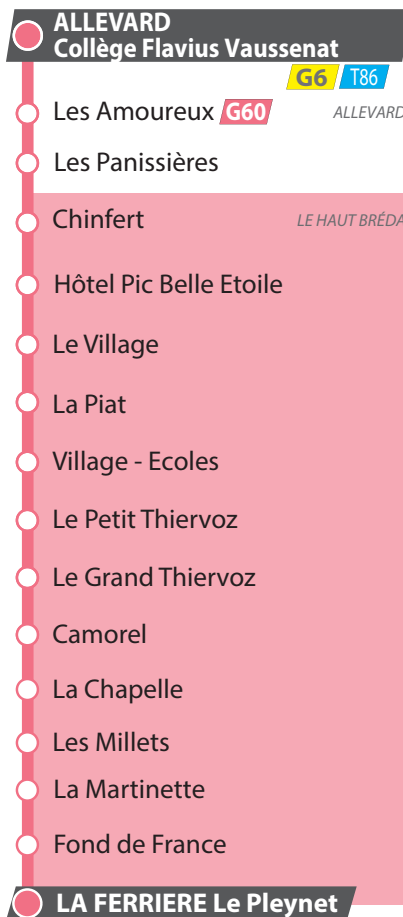 ALLEVARD
Collège Flavius Vaussenat
G6 T86
Les Amoureux G60 ALLEVARD
Les Panissières
Chinfert LE HAUT BRÉDA
Hôtel Pic Belle Etoile
Le Village
La Piat
Village - Ecoles
Le Petit Thiervoz
Le Grand Thiervoz
Camorel
La Chapelle
Les Millets
La Martinette
Fond de France
LA FERRIERE Le Pleynet